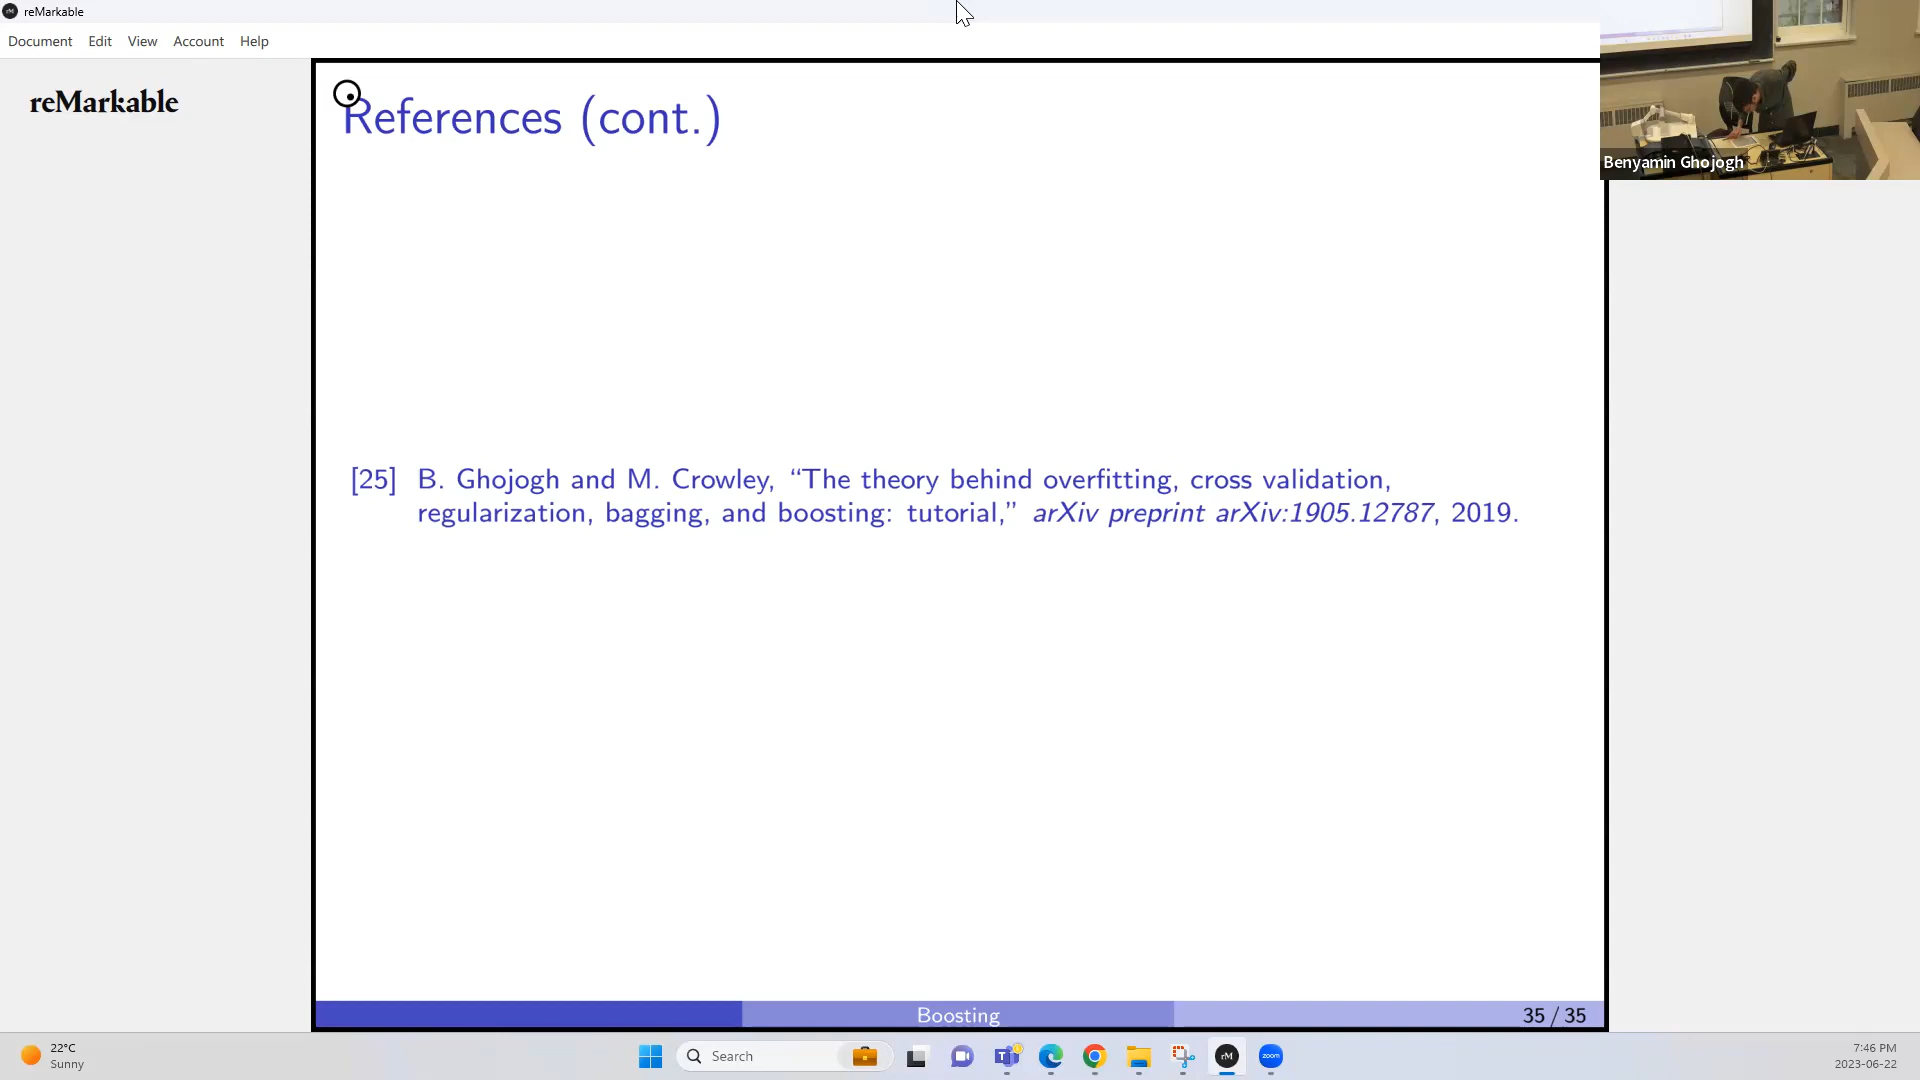 reMarkable
Document Edit View Account Help
reMarkable
References (cont.)
Benyamin Ghojogh
[25] B. Ghojogh and M. Crowley, “The theory behind overfitting, cross validation,
regularization, bagging, and boosting: tutorial,” arXiv preprint arXiv:1905.12787, 2019.
Boosting
35 / 35
22°C
Sunny
Search
rM
zoom
7:46 PM
2023-06-22